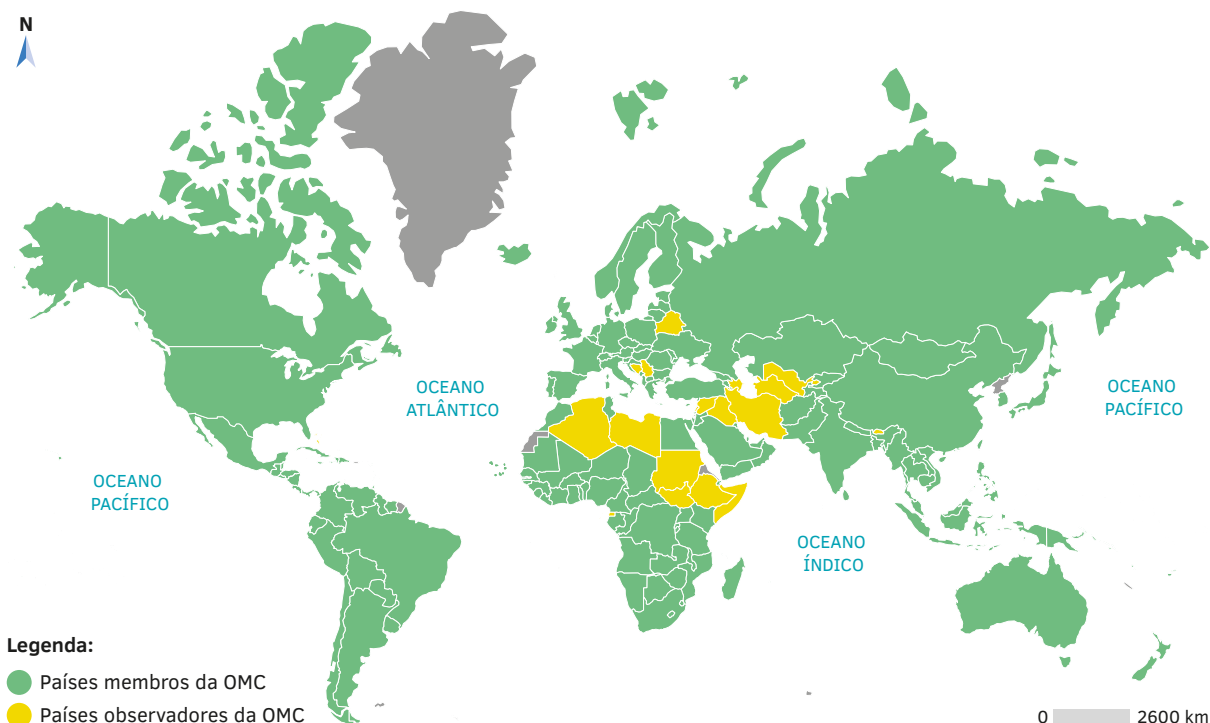 N
OCEANO
ATLÂNTICO
OCEANO
PACÍFICO
OCEANO
PACÍFICO
OCEANO
ÍNDICO
Legenda:
Países membros da OMC
Países observadores da OMC
0 2600 km